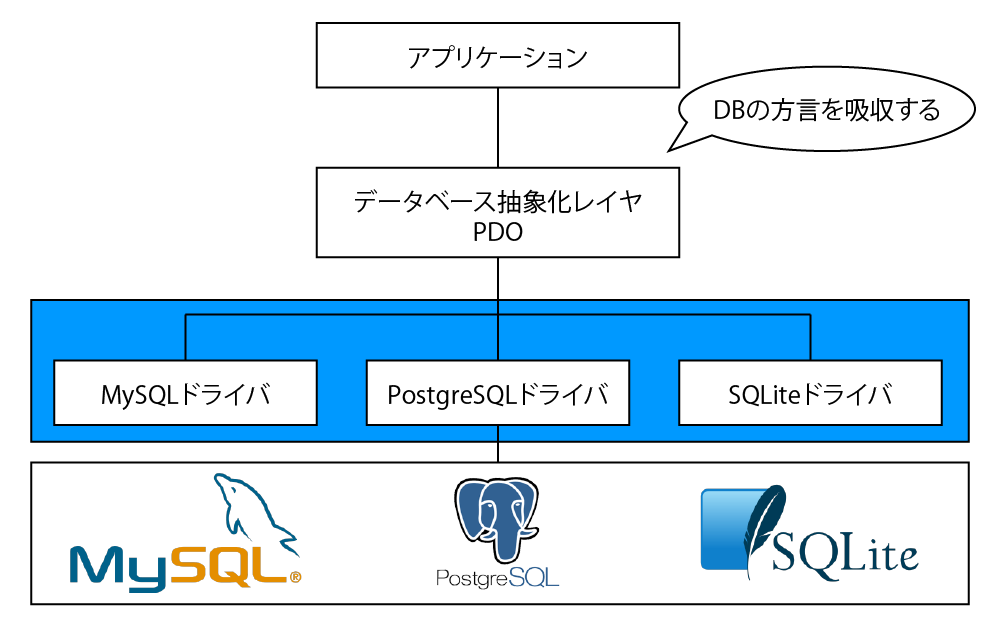 アプリケーション
DBの方言を吸収する
データベース抽象化レイヤ
PDO
MySQLドライバ
PostgreSQLドライバ
SQLiteドライバ
MySQL®
PostgreSQL
SQLite